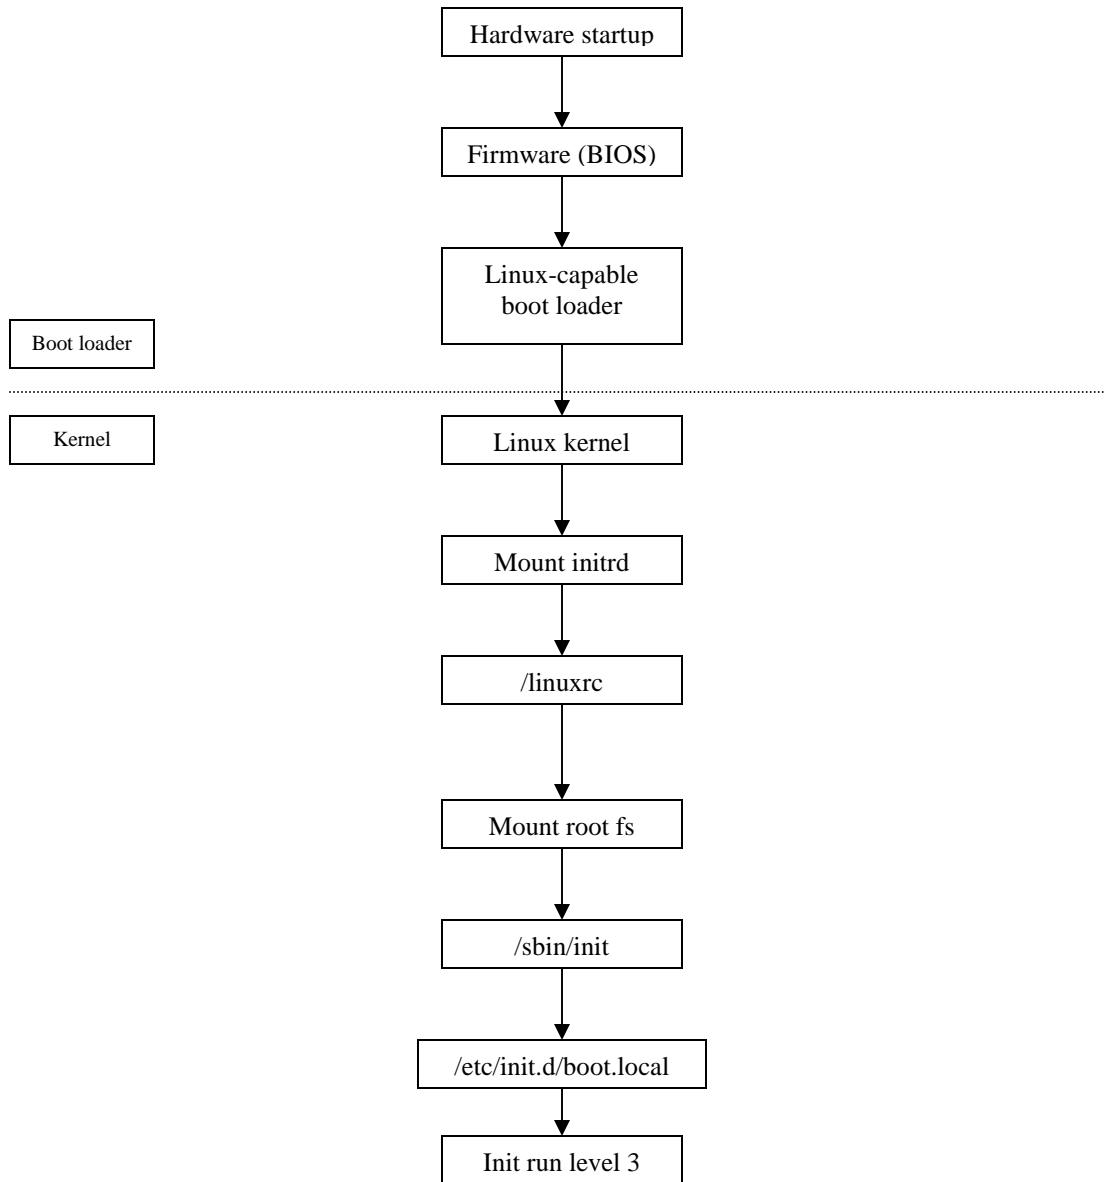 Hardware startup
Firmware (BIOS)
Linux-capable
boot loader
Boot loader
Kernel
Linux kernel
Mount initrd
/linuxrc
Mount root fs
/sbin/init
/etc/init.d/boot.local
Init run level 3